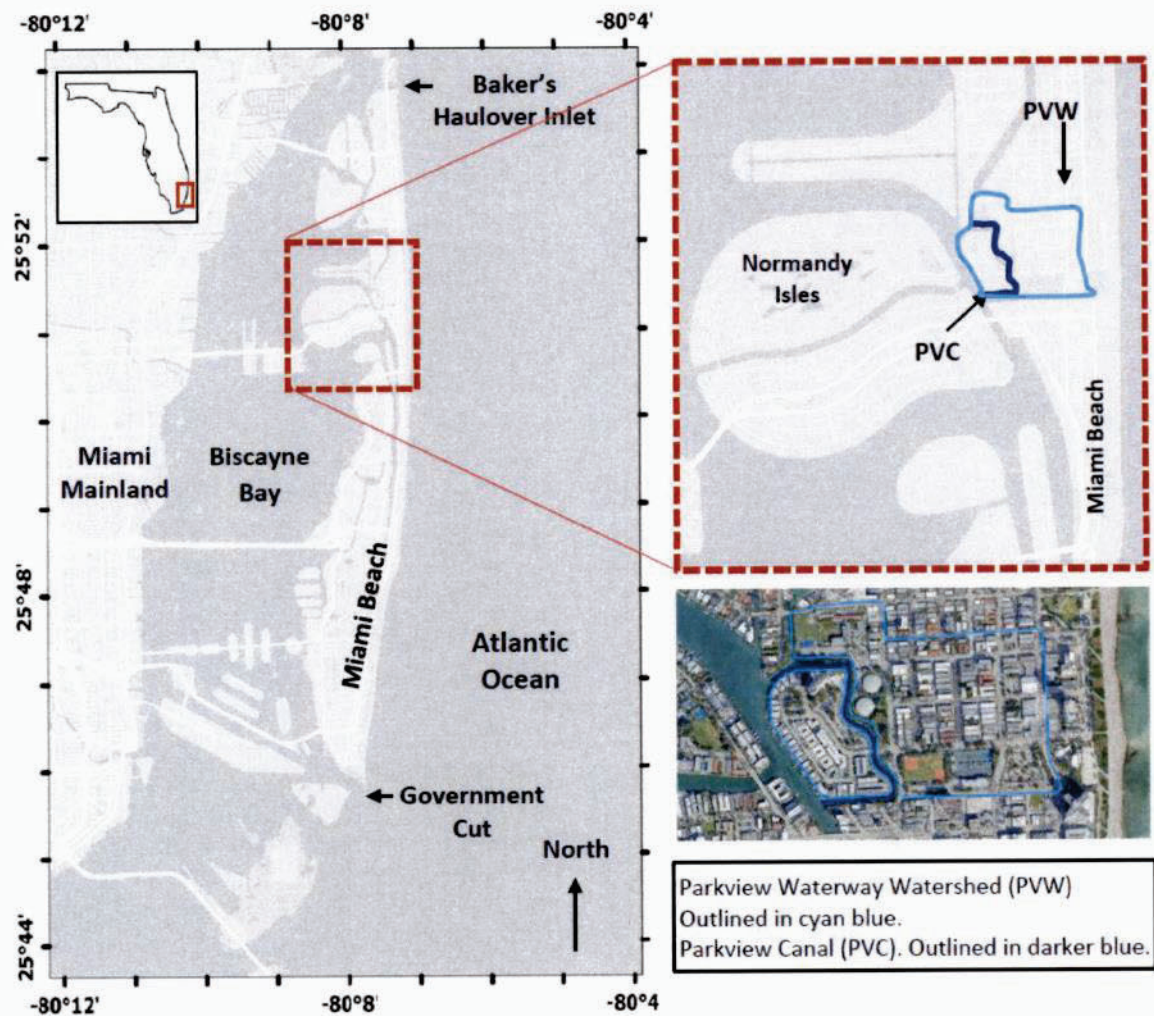 -80°12'
-80°8'
-80°4'
Baker's
Haulover Inlet
25°52
Miami
Mainland
Biscayne
Bay
25°48'
Miami Beach
Atlantic
Ocean
Government
Cut
North
25°44'
-80°12'
-80°8'
-80°4
PVW
Normandy
Isles
PVC
Miami Beach
Parkview Waterway Watershed (PVW)
Outlined in cyan blue.
Parkview Canal (PVC). Outlined in darker blue.